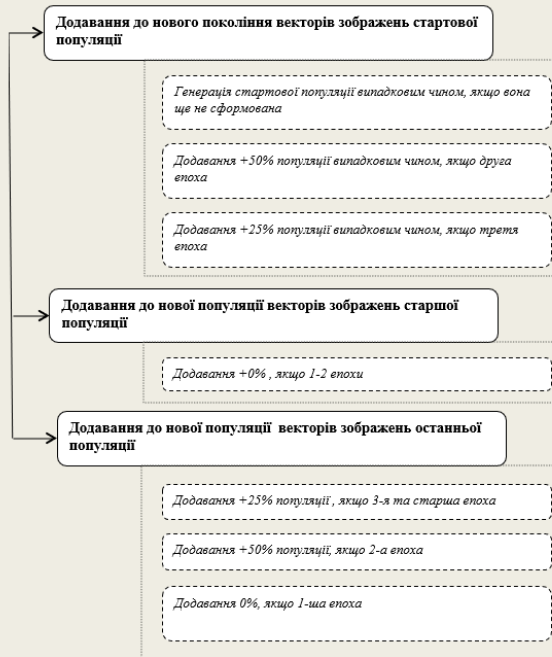 Додавання до нового покоління векторів зображень стартової
популяції
Генерація стартової популяції випадковим чином, якщо вона
ще не сформована
Додавання +50% популяції випадковим чином, якщо друга
епоха
Додавання +25% популяції випадковим чином, якщо третя
епоха
Додавання до нової популяції векторів зображень старшої
популяції
Додавання +0% , якщо 1-2 епохи
Додавання до нової популяції  векторів зображень останньої
популяції
Додавання +25% популяції , якщо 3-я та старша епоха
Додавання +50% популяції, якщо 2-а епоха
Додавання 0%, якщо 1-ша епоха